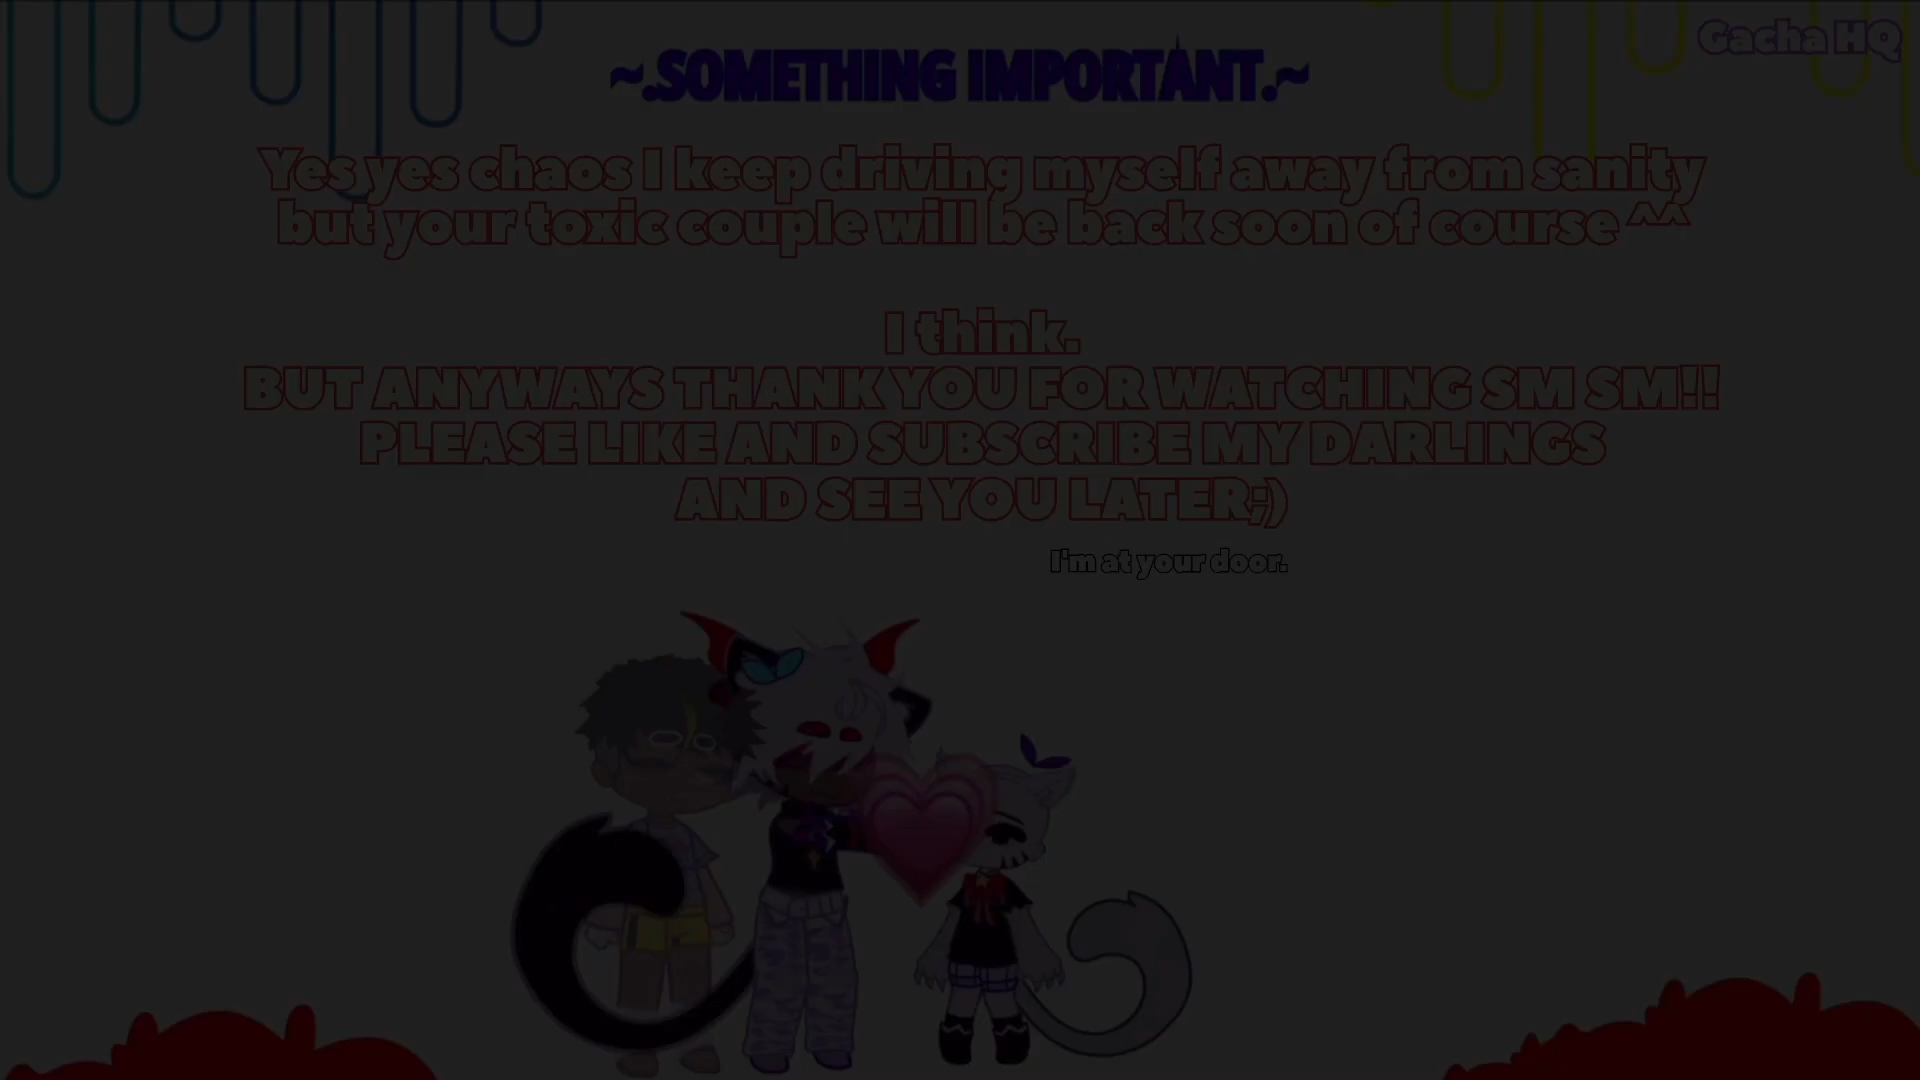 Gacha HQ
~.SOMETHING IMPORTANT.~
Yes yes chaos I keep driving myself away from sanity
but your toxic couple will be back soon of course ^^
I think.
BUT ANYWAYS THANK YOU FOR WATCHING SM SM!!
PLEASE LIKE AND SUBSCRIBE MY DARLINGS
AND SEE YOU LATER;)
I'm at your door.